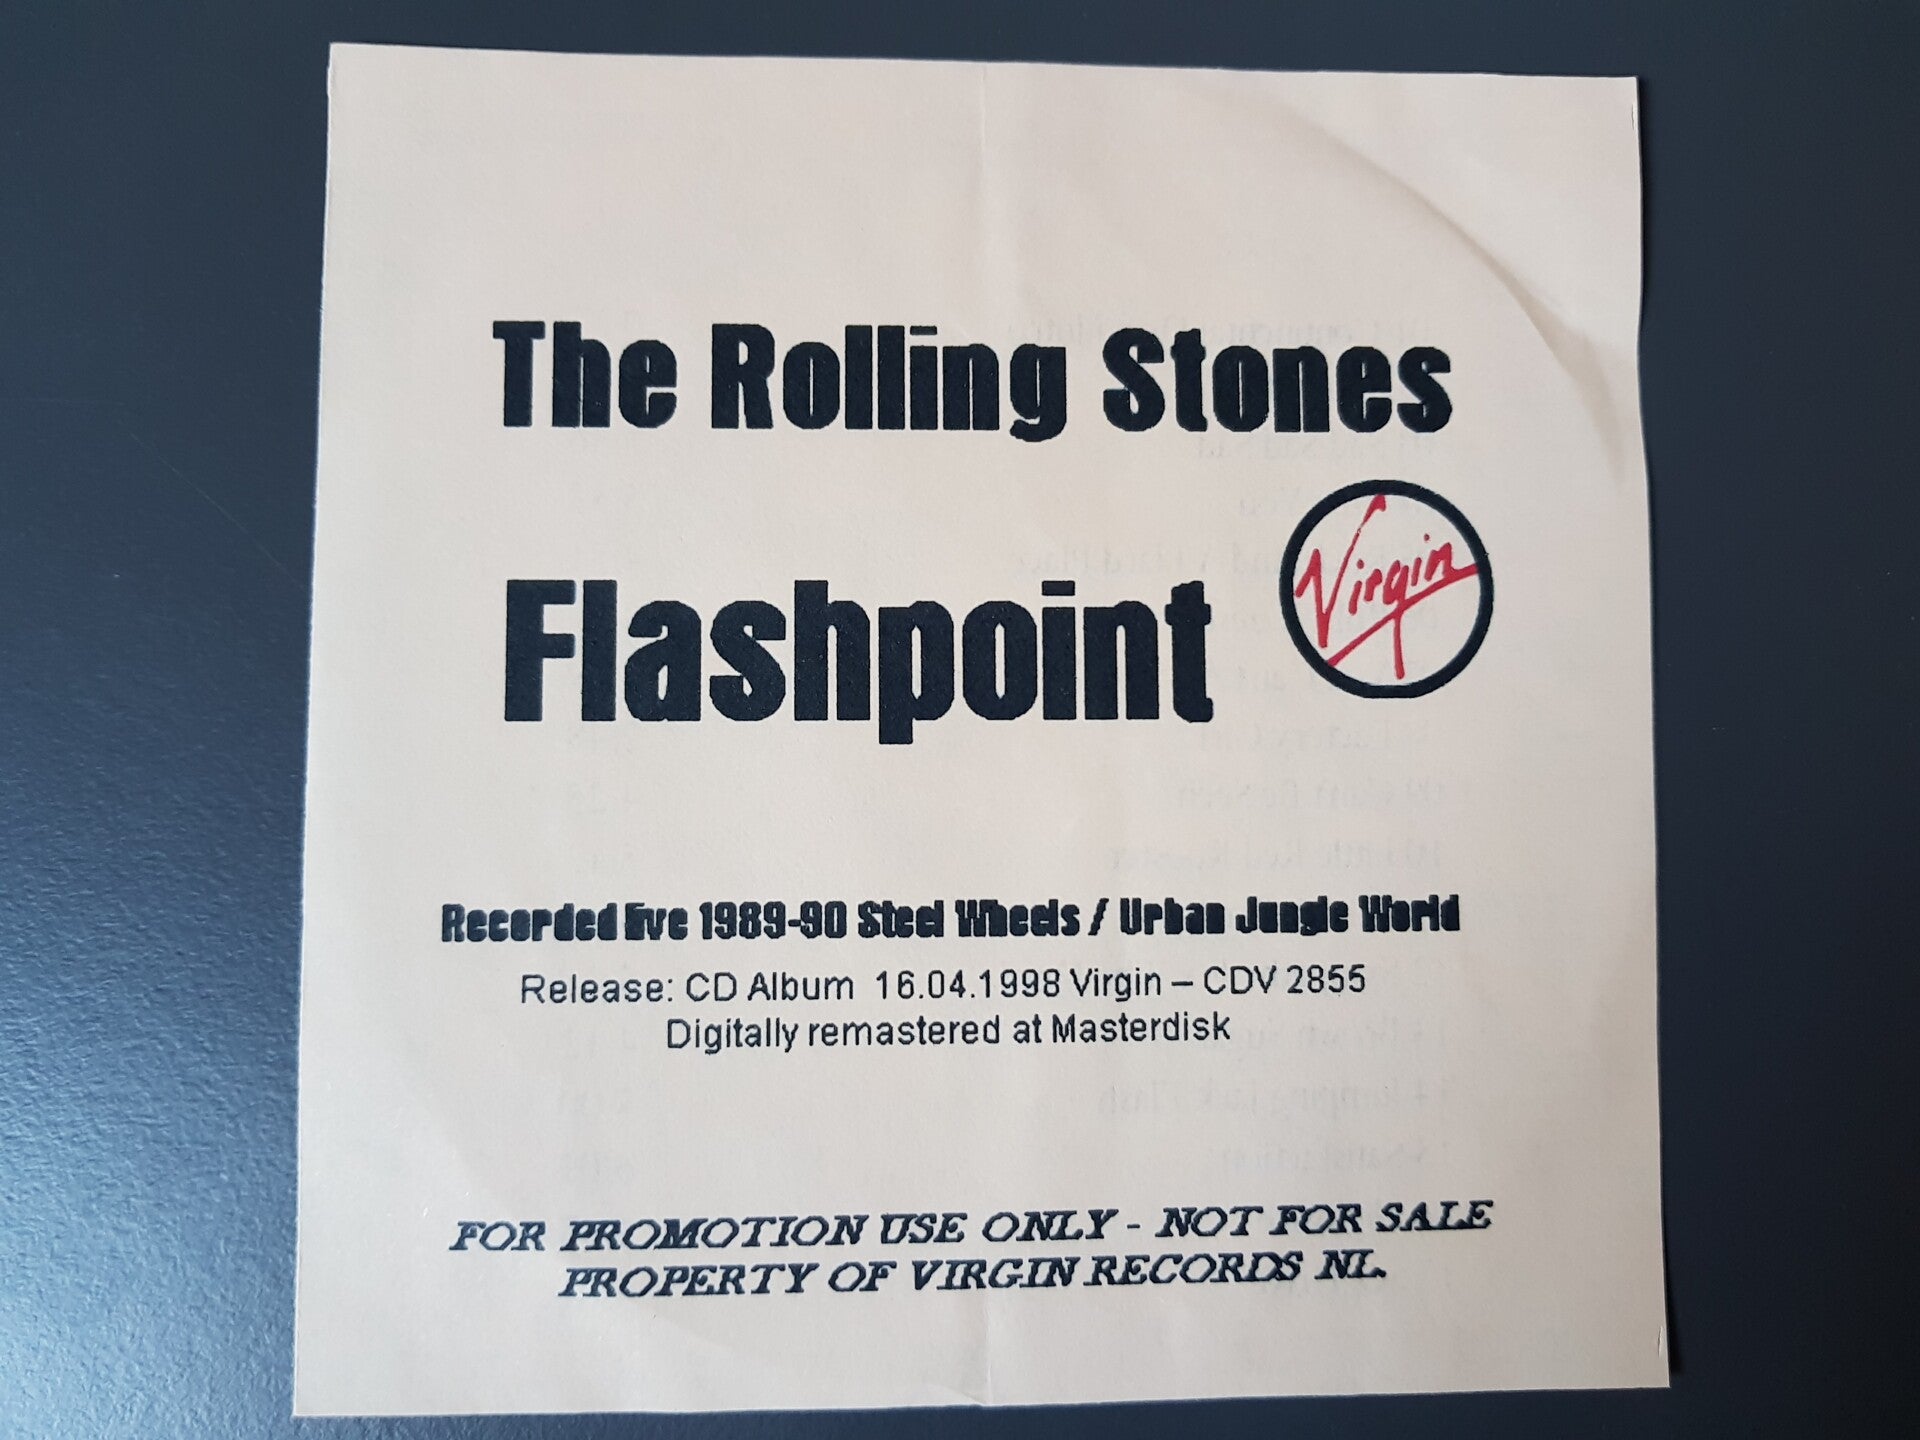 The Rolling Stones
Virgin
Flashpoint
Recorded live 1989-90 Steel Wheels / Urban Jungle World
Release: CD Album 16.04.1998 Virgin – CDV 2855
Digitally remastered at Masterdisk
FOR PROMOTION USE ONLY - NOT FOR SALE
PROPERTY OF VIRGIN RECORDS NL.